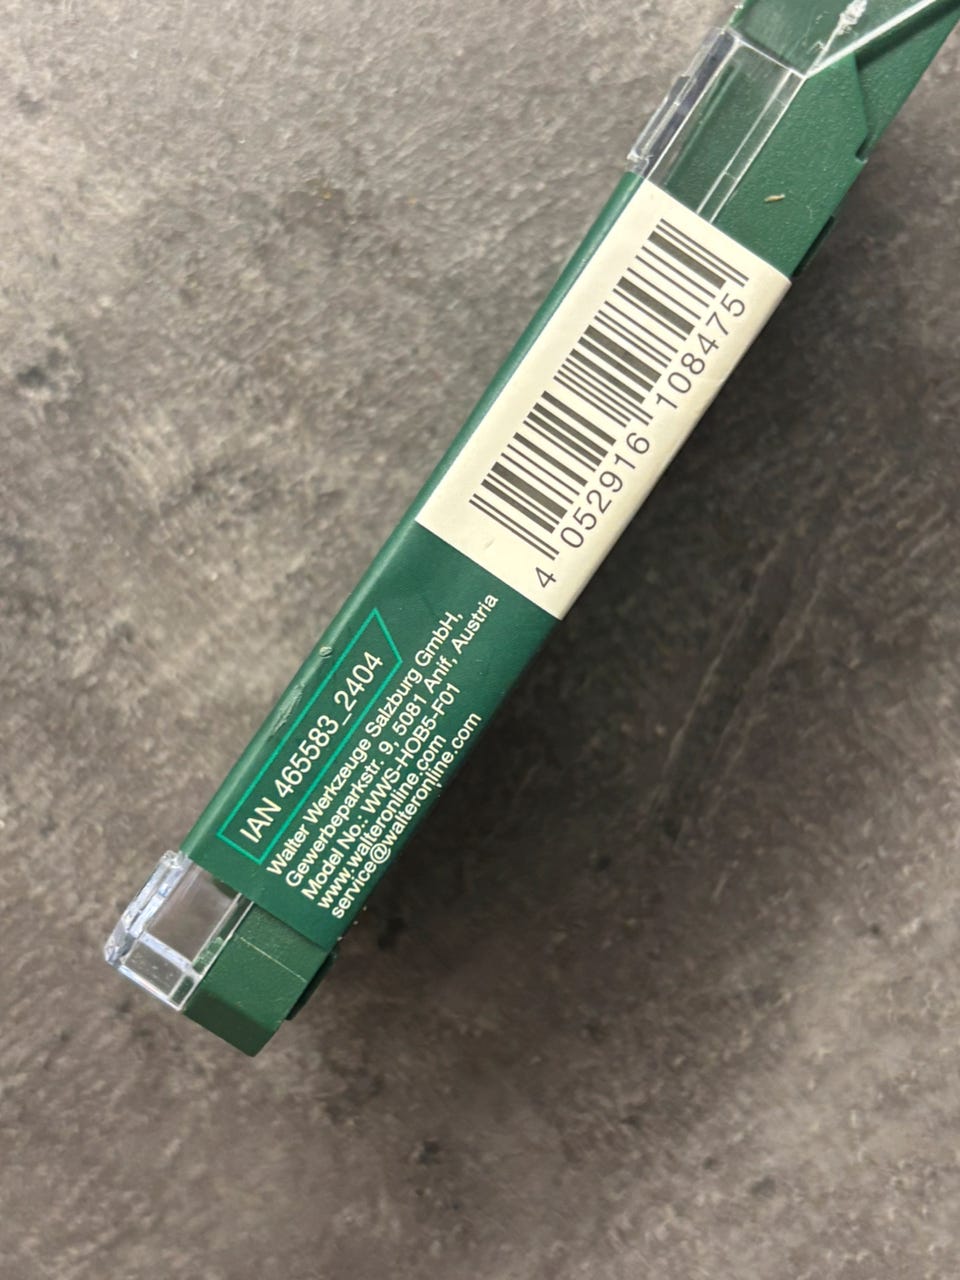 4 052916 108475
IAN 465583_2404
Walter Werkzeuge Salzburg GmbH,
Gewerbeparkstr. 9, 5081 Anif, Austria
Model No.: WWS-HOB5-F01
www.walteronline.com
service@walteronline.com